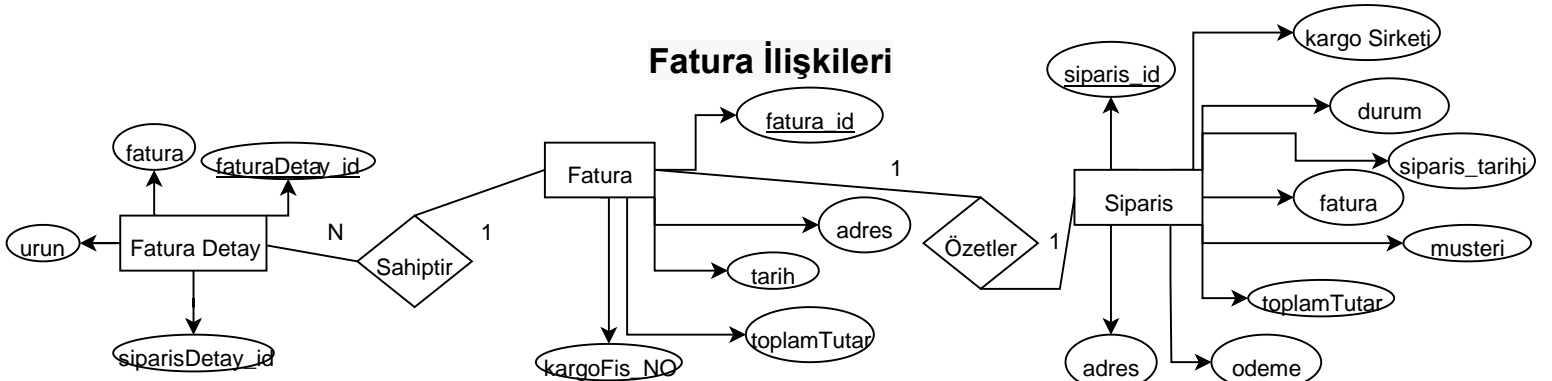 Fatura İlişkileri
kargo Sirketi
siparis_id
durum
fatura_id
fatura
faturaDetay_id
siparis_tarihi
1
Fatura
Siparis
fatura
adres
N
1
urun
Fatura Detay
Sahiptir
Özetler
1
musteri
tarih
toplamTutar
siparisDetay_id
kargoFis_NO
toplamTutar
adres
odeme